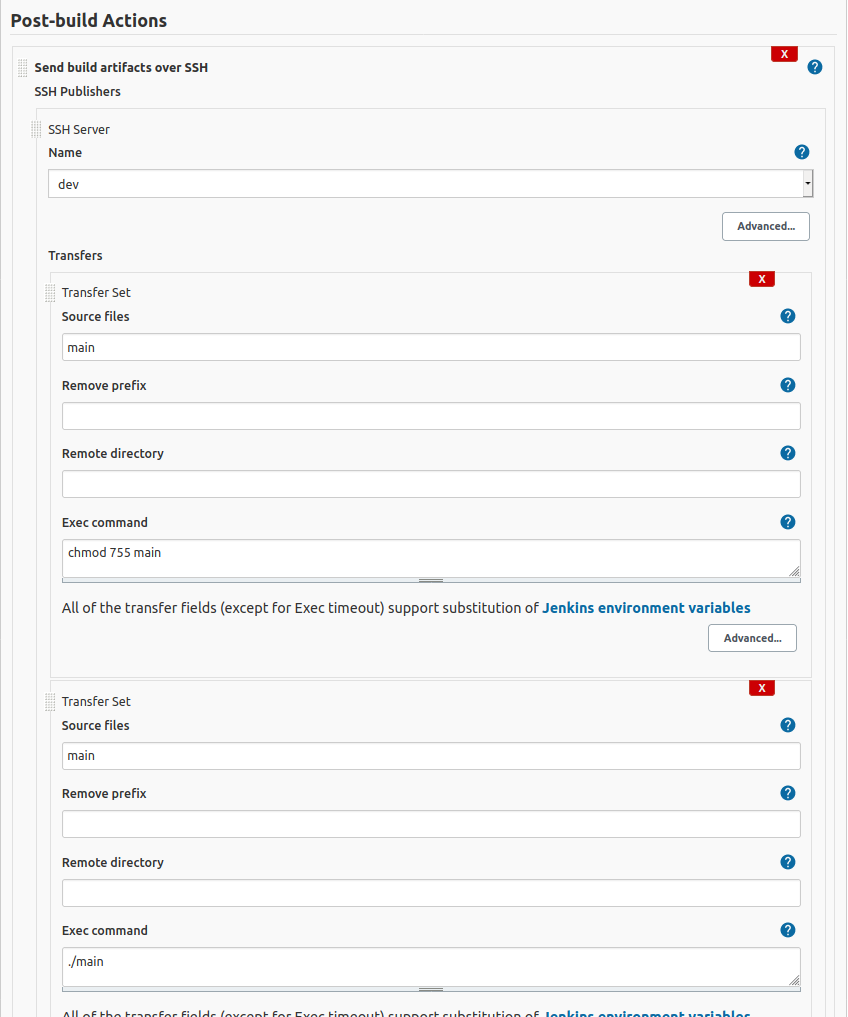 Post-build Actions
X
Send build artifacts over SSH
?
SSH Publishers
SSH Server
Name
?
dev
Advanced...
Transfers
X
Transfer Set
Source files
?
main
Remove prefix
?
Remote directory
?
Exec command
?
chmod 755 main
All of the transfer fields (except for Exec timeout) support substitution of Jenkins environment variables
Advanced...
X
Transfer Set
Source files
?
main
Remove prefix
?
Remote directory
?
Exec command
?
./main
All of the transfer fields (except for Exec timeout) support substitution of Jenkins environment variables